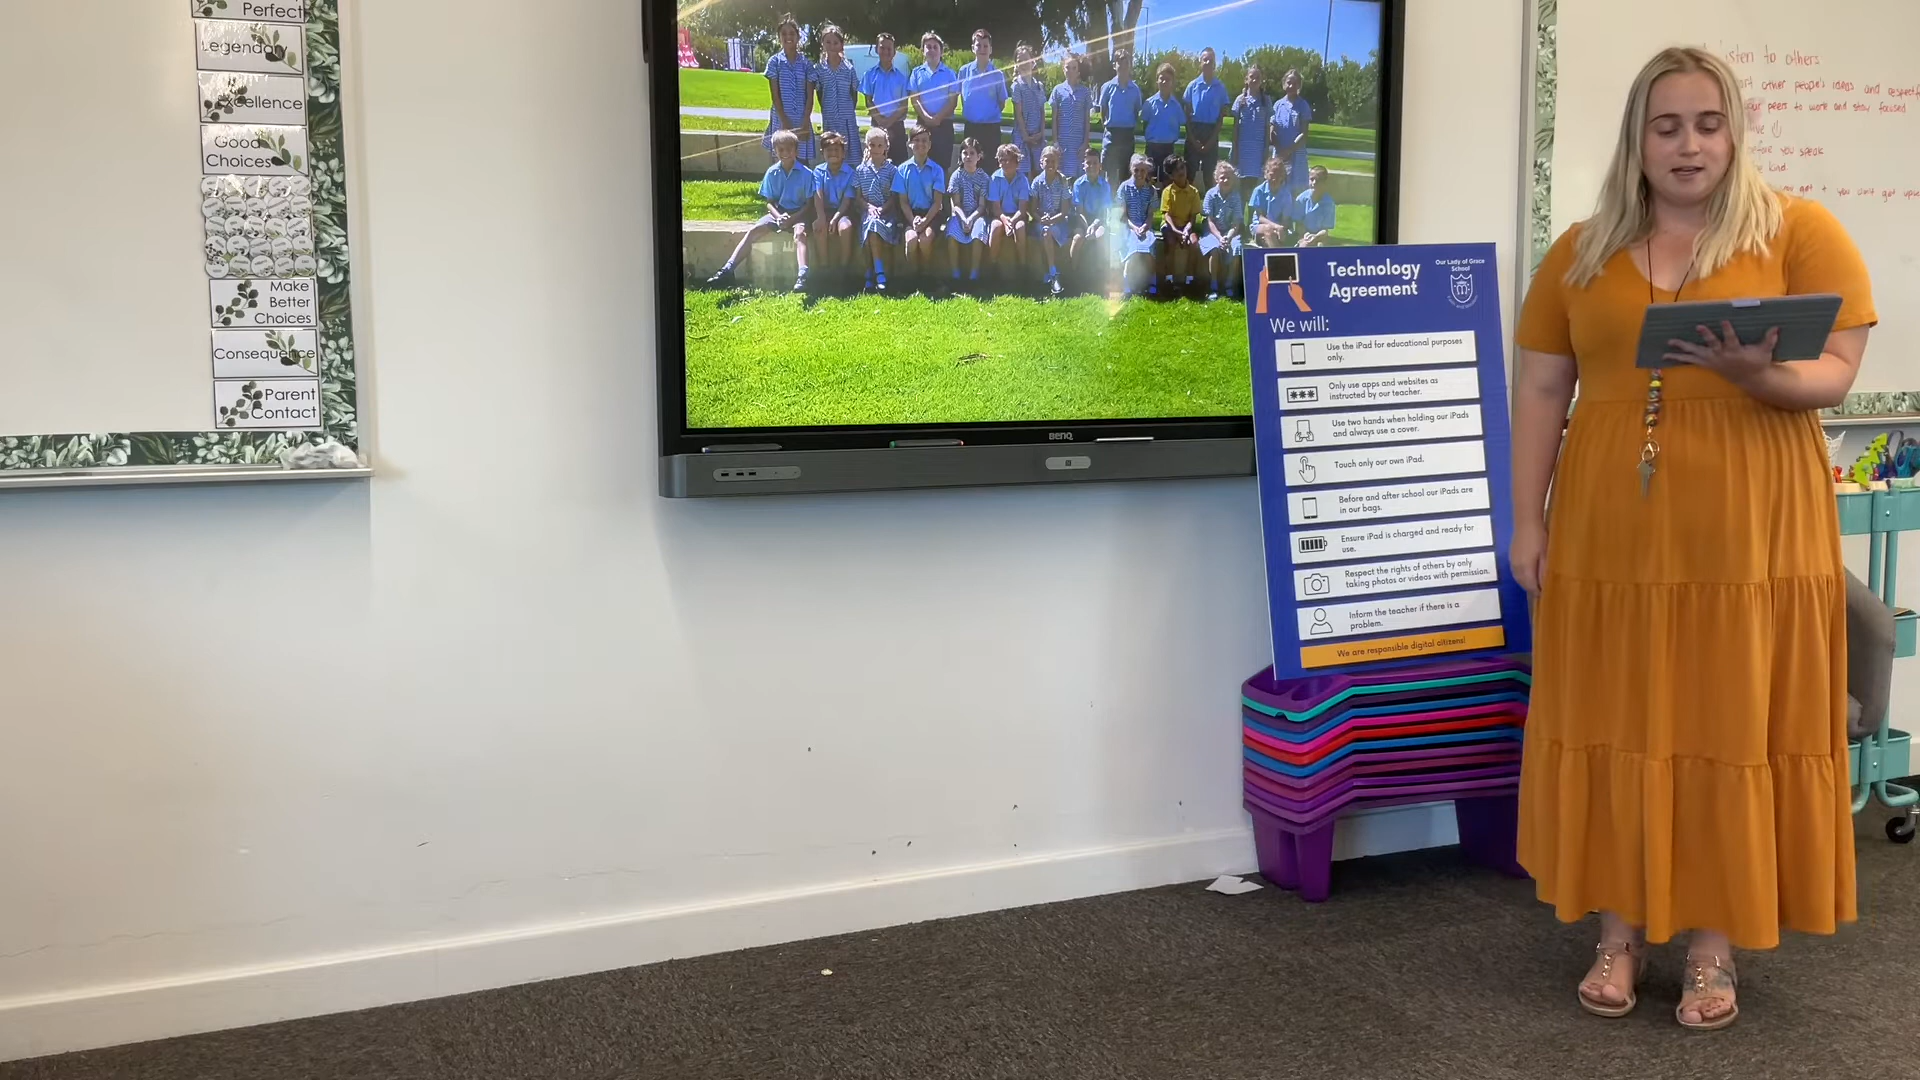 Perfect
Legendary
Excellence
Good
Choices
Make
Better
Choices
Consequence
Parent
Contact
BenQ
Technology
Agreement
Our Lady of Grace
School
We will:
Use the iPad for educational purposes
only.
Only use apps and websites as
instructed by our teacher.
Use two hands when holding our iPads
and always use a cover.
Touch only our own iPad.
Before and after school our iPads are
in our bags.
Ensure iPad is charged and ready for
use.
Respect the rights of others by only
taking photos or videos with permission.
Inform the teacher if there is a
problem.
We are responsible digital citizens!
isten to others
other people's ideas and
peers to work and stay focused
you speak
kind
get + you don't get